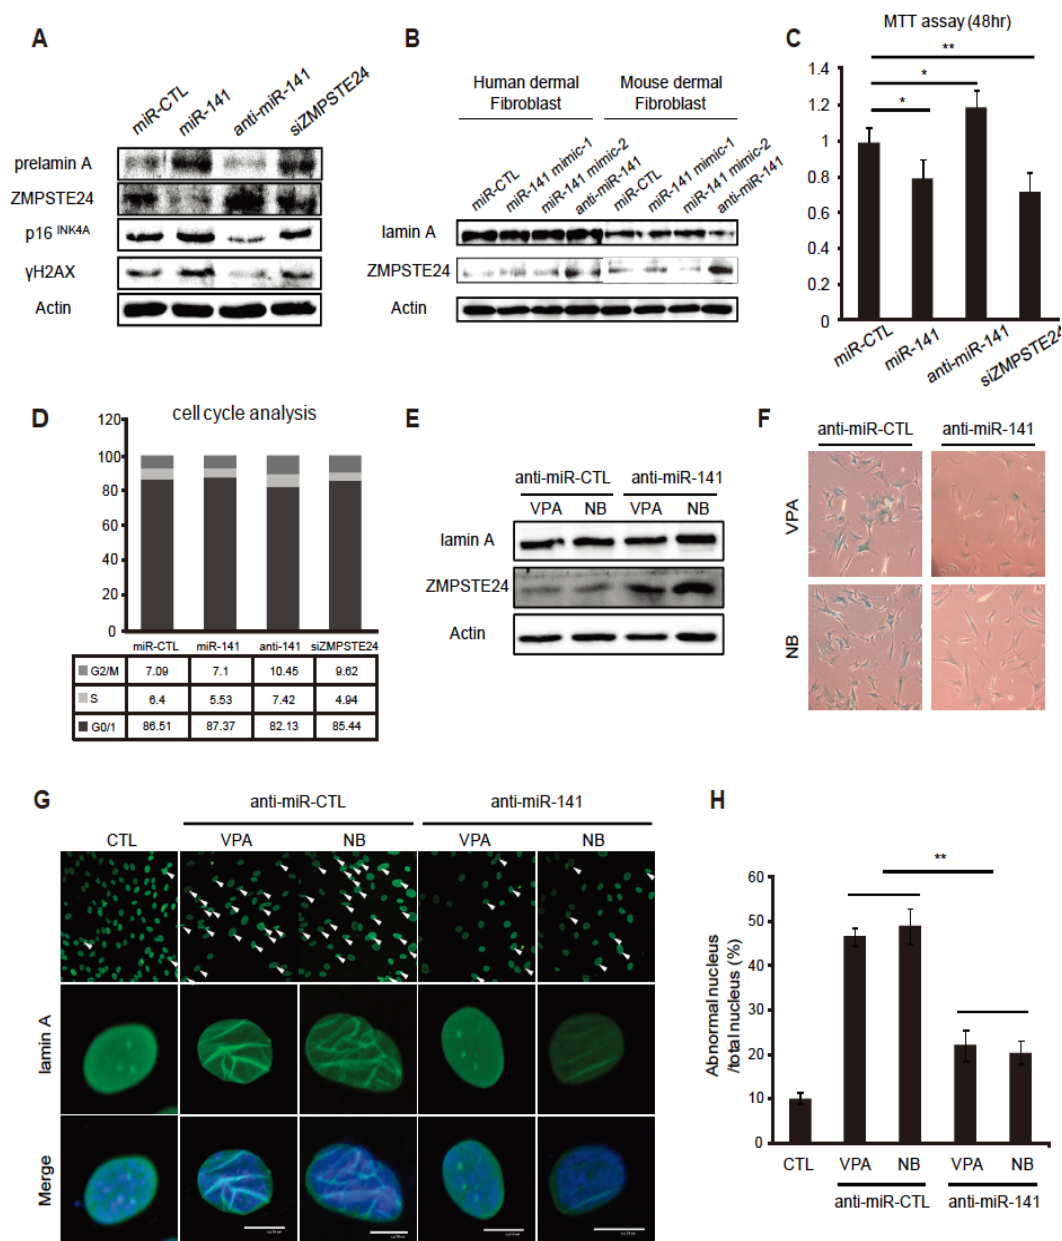 A
miR-CTL
miR-141
anti-miR-141
siZMPSTE24
prelamin A
ZMPSTE24
p16 INK4A
γH2AX
Actin
B
Human dermal
Fibroblast
Mouse dermal
Fibroblast
miR-CTL
miR-141 mimic-1
miR-141 mimic-2
anti-miR-141
miR-CTL
miR-141 mimic-1
miR-141 mimic-2
anti-miR-141
lamin A
ZMPSTE24
Actin
C
MTT assay (48hr)
**
*
*
1.4
1.2
1
0.8
0.6
0.4
0.2
0
miR-CTL
miR-141
anti-miR-141
siZMPSTE24
D
cell cycle analysis
120
100
80
60
40
20
0
miR-CTL miR-141 anti-141 siZMPSTE24
G2/M 7.09 7.1 10.45 9.62
S 6.4 5.53 7.42 4.94
G0/1 86.51 87.37 82.13 85.44
E
anti-miR-CTL anti-miR-141
VPA NB VPA NB
lamin A
ZMPSTE24
Actin
F
anti-miR-CTL anti-miR-141
VPA
NB
G
anti-miR-CTL anti-miR-141
CTL VPA NB VPA NB
lamin A
Merge
H
**
Abnormal nucleus
/total nucleus (%)
60
50
40
30
20
10
0
CTL VPA NB VPA NB
anti-miR-CTL anti-miR-141